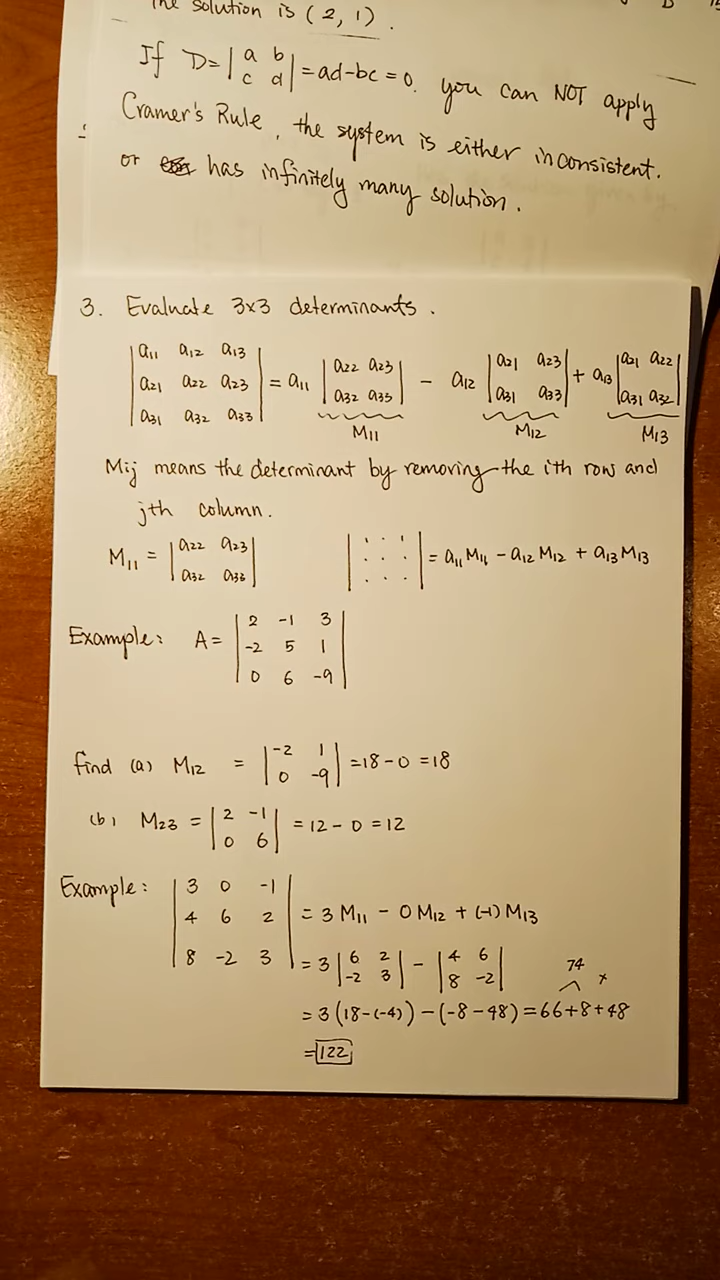 The solution is (2, 1).
If D = | a b | = ad-bc = 0. you can NOT apply
c d
Cramer's Rule, the system is either inconsistent.
or has infinitely many solution.
3. Evaluate 3x3 determinants.
| a11 a12 a13 | = a11 | a22 a23 | - a12 | a21 a23 | + a13 | a21 a22 |
a21 a22 a23 a32 a33 a31 a33 a31 a32
a31 a32 a33
M11 M12 M13
Mij means the determinant by removing the ith row and
jth column.
M11 = | a22 a23 | | . . . | = a11 M11 - a12 M12 + a13 M13
a32 a33 . . .
. . .
Example: A = | 2 -1 3 |
-2 5 1
0 6 -9
find (a) M12 = | -2 1 | = 18 - 0 = 18
0 -9
(b) M23 = | 2 -1 | = 12 - 0 = 12
0 6
Example: | 3 0 -1 |
4 6 2 = 3 M11 - 0 M12 + (-1) M13
8 -2 3 = 3 | 6 2 | - | 4 6 | 74
-2 3 8 -2
= 3 (18-(-4)) - (-8 - 48) = 66 + 8 + 48
= 122